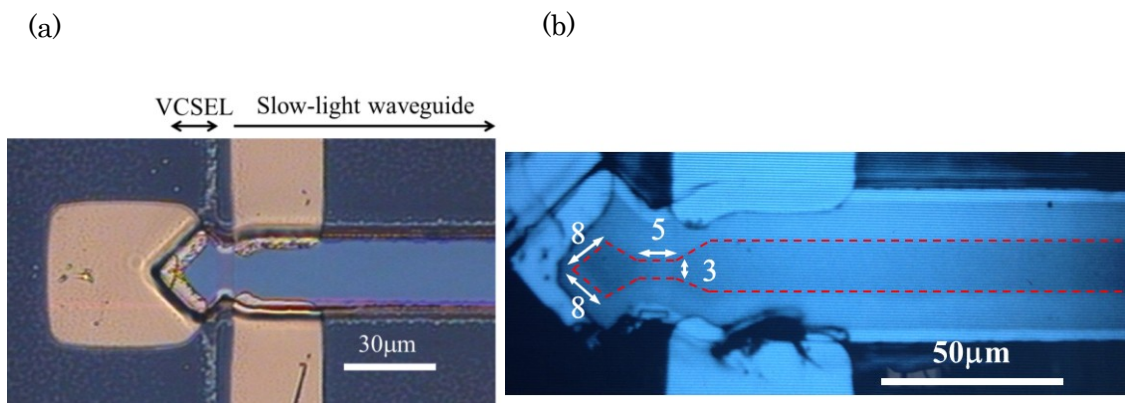 (a)
(b)
VCSEL
Slow-light waveguide
30μm
8
5
3
8
50μm